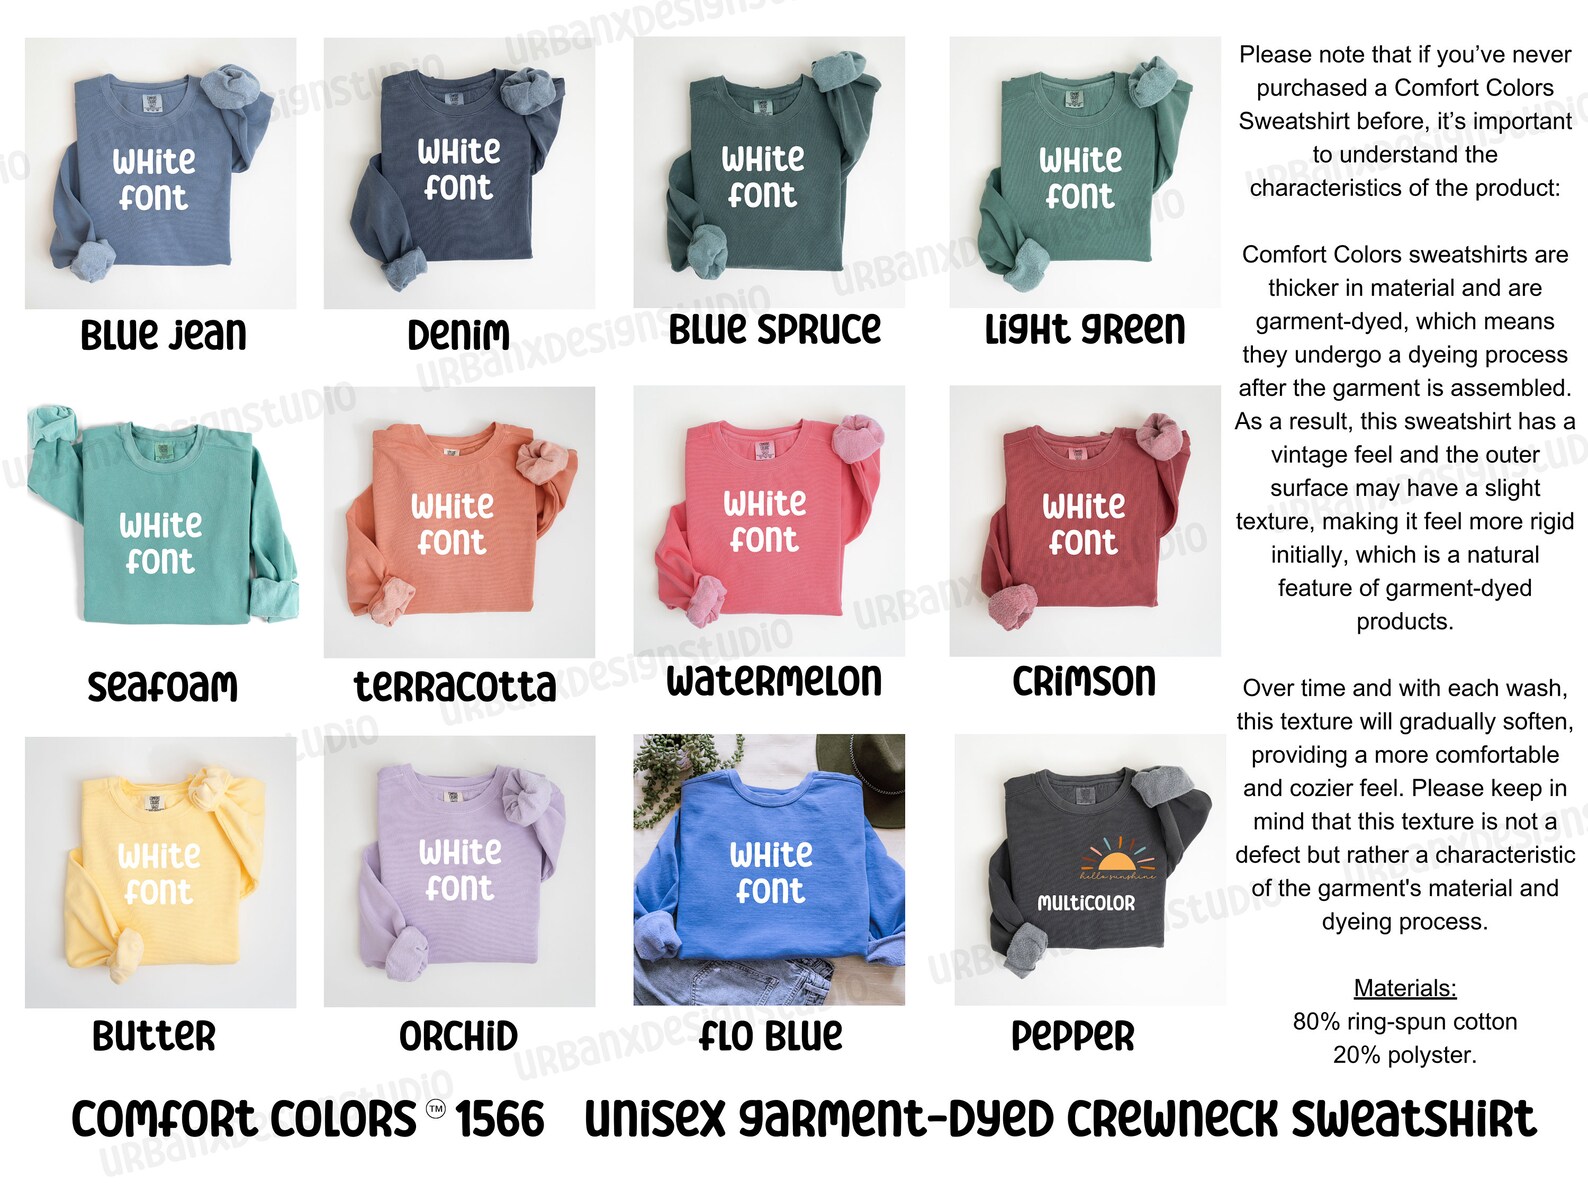 White
font
White
font
White
font
White
font
Blue Jean
Denim
Blue Spruce
Light Green
White
font
White
font
White
font
White
font
Seafoam
Terracotta
Watermelon
Crimson
White
font
White
font
White
font
hello sunshine
MULTICOLOR
Butter
Orchid
Flo Blue
Pepper
Comfort Colors™ 1566 Unisex Garment-Dyed Crewneck Sweatshirt
Please note that if you’ve never
purchased a Comfort Colors
Sweatshirt before, it’s important
to understand the
characteristics of the product:
Comfort Colors sweatshirts are
thicker in material and are
garment-dyed, which means
they undergo a dyeing process
after the garment is assembled.
As a result, this sweatshirt has a
vintage feel and the outer
surface may have a slight
texture, making it feel more rigid
initially, which is a natural
feature of garment-dyed
products.
Over time and with each wash,
this texture will gradually soften,
providing a more comfortable
and cozier feel. Please keep in
mind that this texture is not a
defect but rather a characteristic
of the garment's material and
dyeing process.
Materials:
80% ring-spun cotton
20% polyster.
URBANXDESIGNSTUDIO